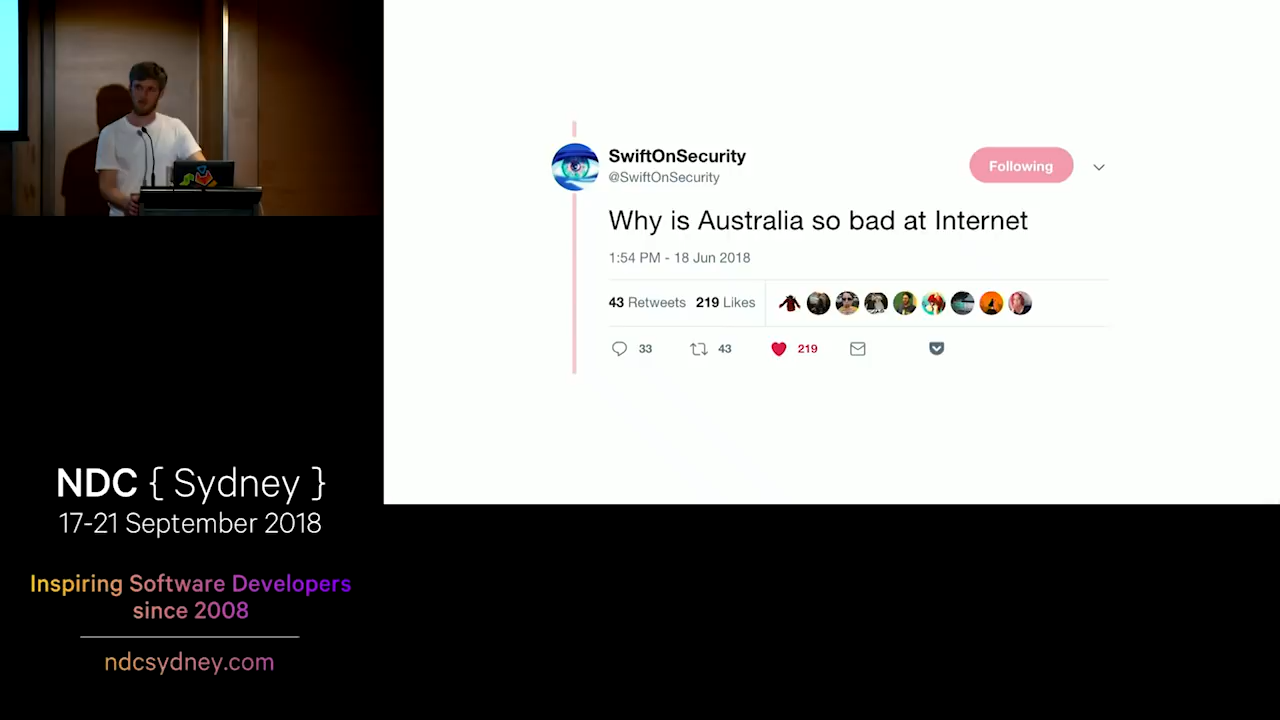 SwiftOnSecurity
@SwiftOnSecurity
Following
Why is Australia so bad at Internet
1:54 PM - 18 Jun 2018
43 Retweets 219 Likes
33 43 219
NDC { Sydney }
17-21 September 2018
Inspiring Software Developers
since 2008
ndcsydney.com